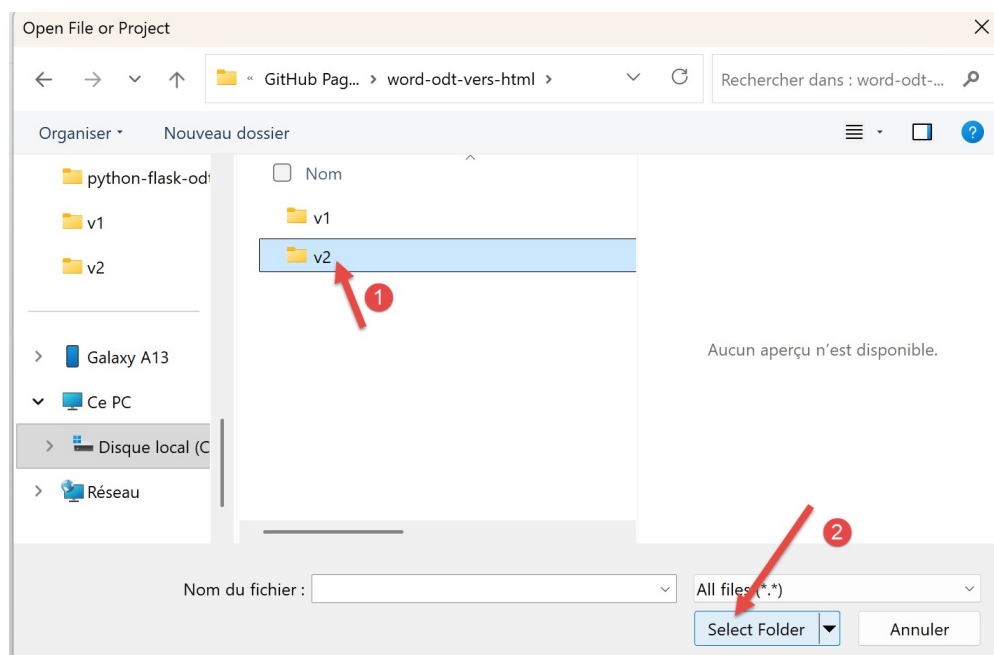 Open File or Project
« GitHub Pag... > word-odt-vers-html >
Rechercher dans : word-odt-...
Organiser
Nouveau dossier
?
python-flask-odt
v1
v2
Galaxy A13
Ce PC
Disque local (C
Réseau
Nom
v1
v2
1
Aucun aperçu n'est disponible.
2
Nom du fichier :
All files (*.*)
Select Folder
Annuler